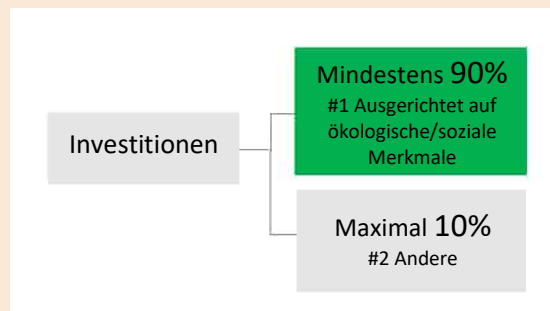 Investitionen
Mindestens 90%
#1 Ausgerichtet auf
ökologische/soziale
Merkmale
Maximal 10%
#2 Andere